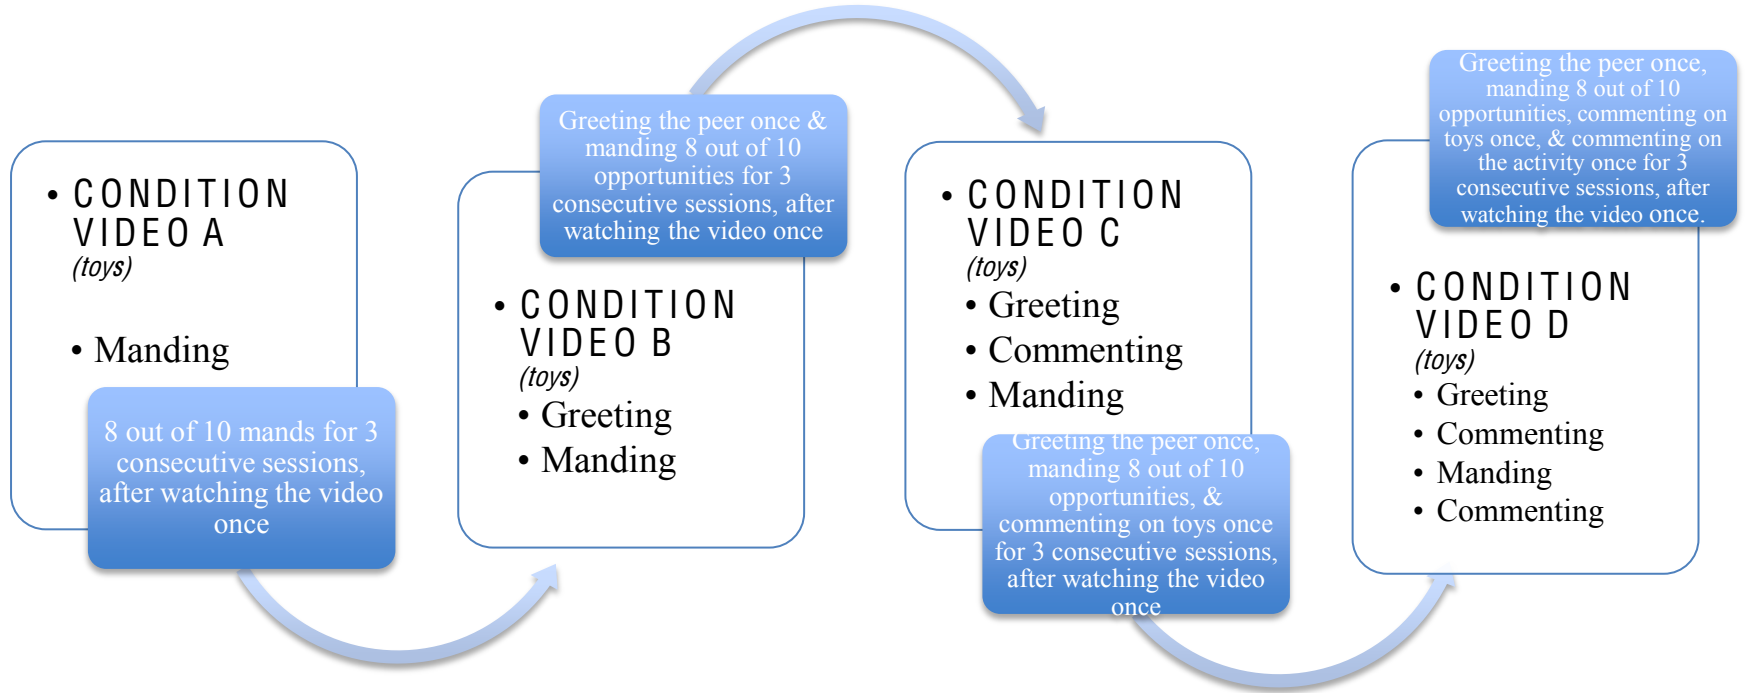 • CONDITION
VIDEO A
(toys)
• Manding
8 out of 10 mands for 3
consecutive sessions,
after watching the video
once
Greeting the peer once &
manding 8 out of 10
opportunities for 3
consecutive sessions, after
watching the video once
• CONDITION
VIDEO B
(toys)
• Greeting
• Manding
• CONDITION
VIDEO C
(toys)
• Greeting
• Commenting
• Manding
Greeting the peer once,
manding 8 out of 10
opportunities, &
commenting on toys once
for 3 consecutive sessions,
after watching the video
once
Greeting the peer once,
manding 8 out of 10
opportunities, commenting on
toys once, & commenting on
the activity once for 3
consecutive sessions, after
watching the video once.
• CONDITION
VIDEO D
(toys)
• Greeting
• Commenting
• Manding
• Commenting